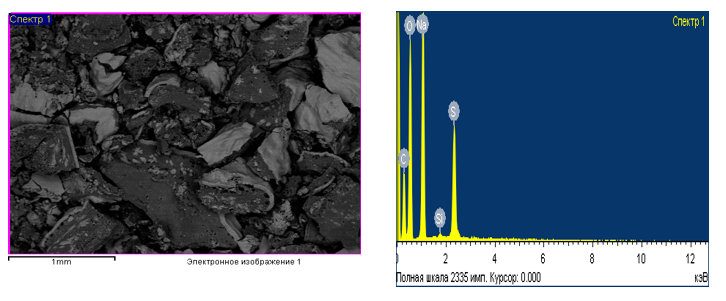 Спектр 1
1mm
Электронное изображение 1
Спектр 1
O
Na
S
C
Si
0
2
4
6
8
10
12
Полная шкала 2335 имп. Курсор: 0.000
кэВ